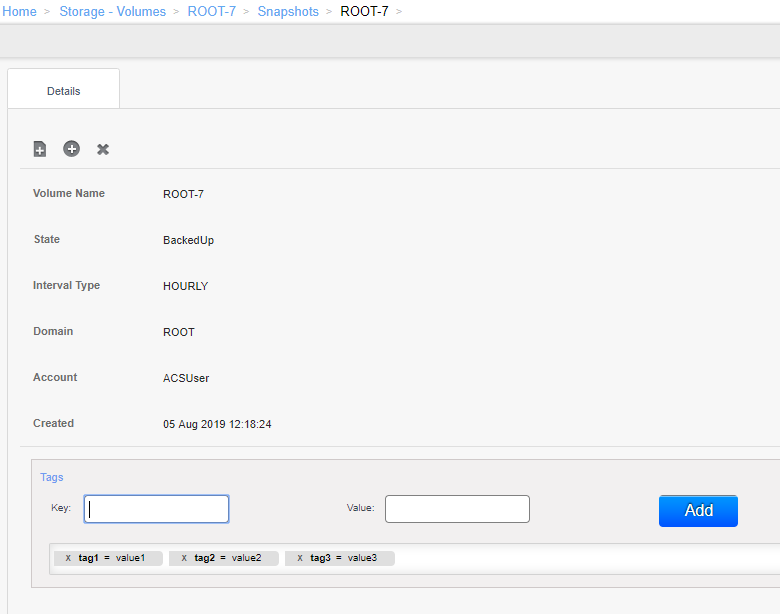 Home > Storage - Volumes > ROOT-7 > Snapshots > ROOT-7 >
Details
Volume Name ROOT-7
State BackedUp
Interval Type HOURLY
Domain ROOT
Account ACSUser
Created 05 Aug 2019 12:18:24
Tags
Key: Value: Add
x tag1 = value1 x tag2 = value2 x tag3 = value3